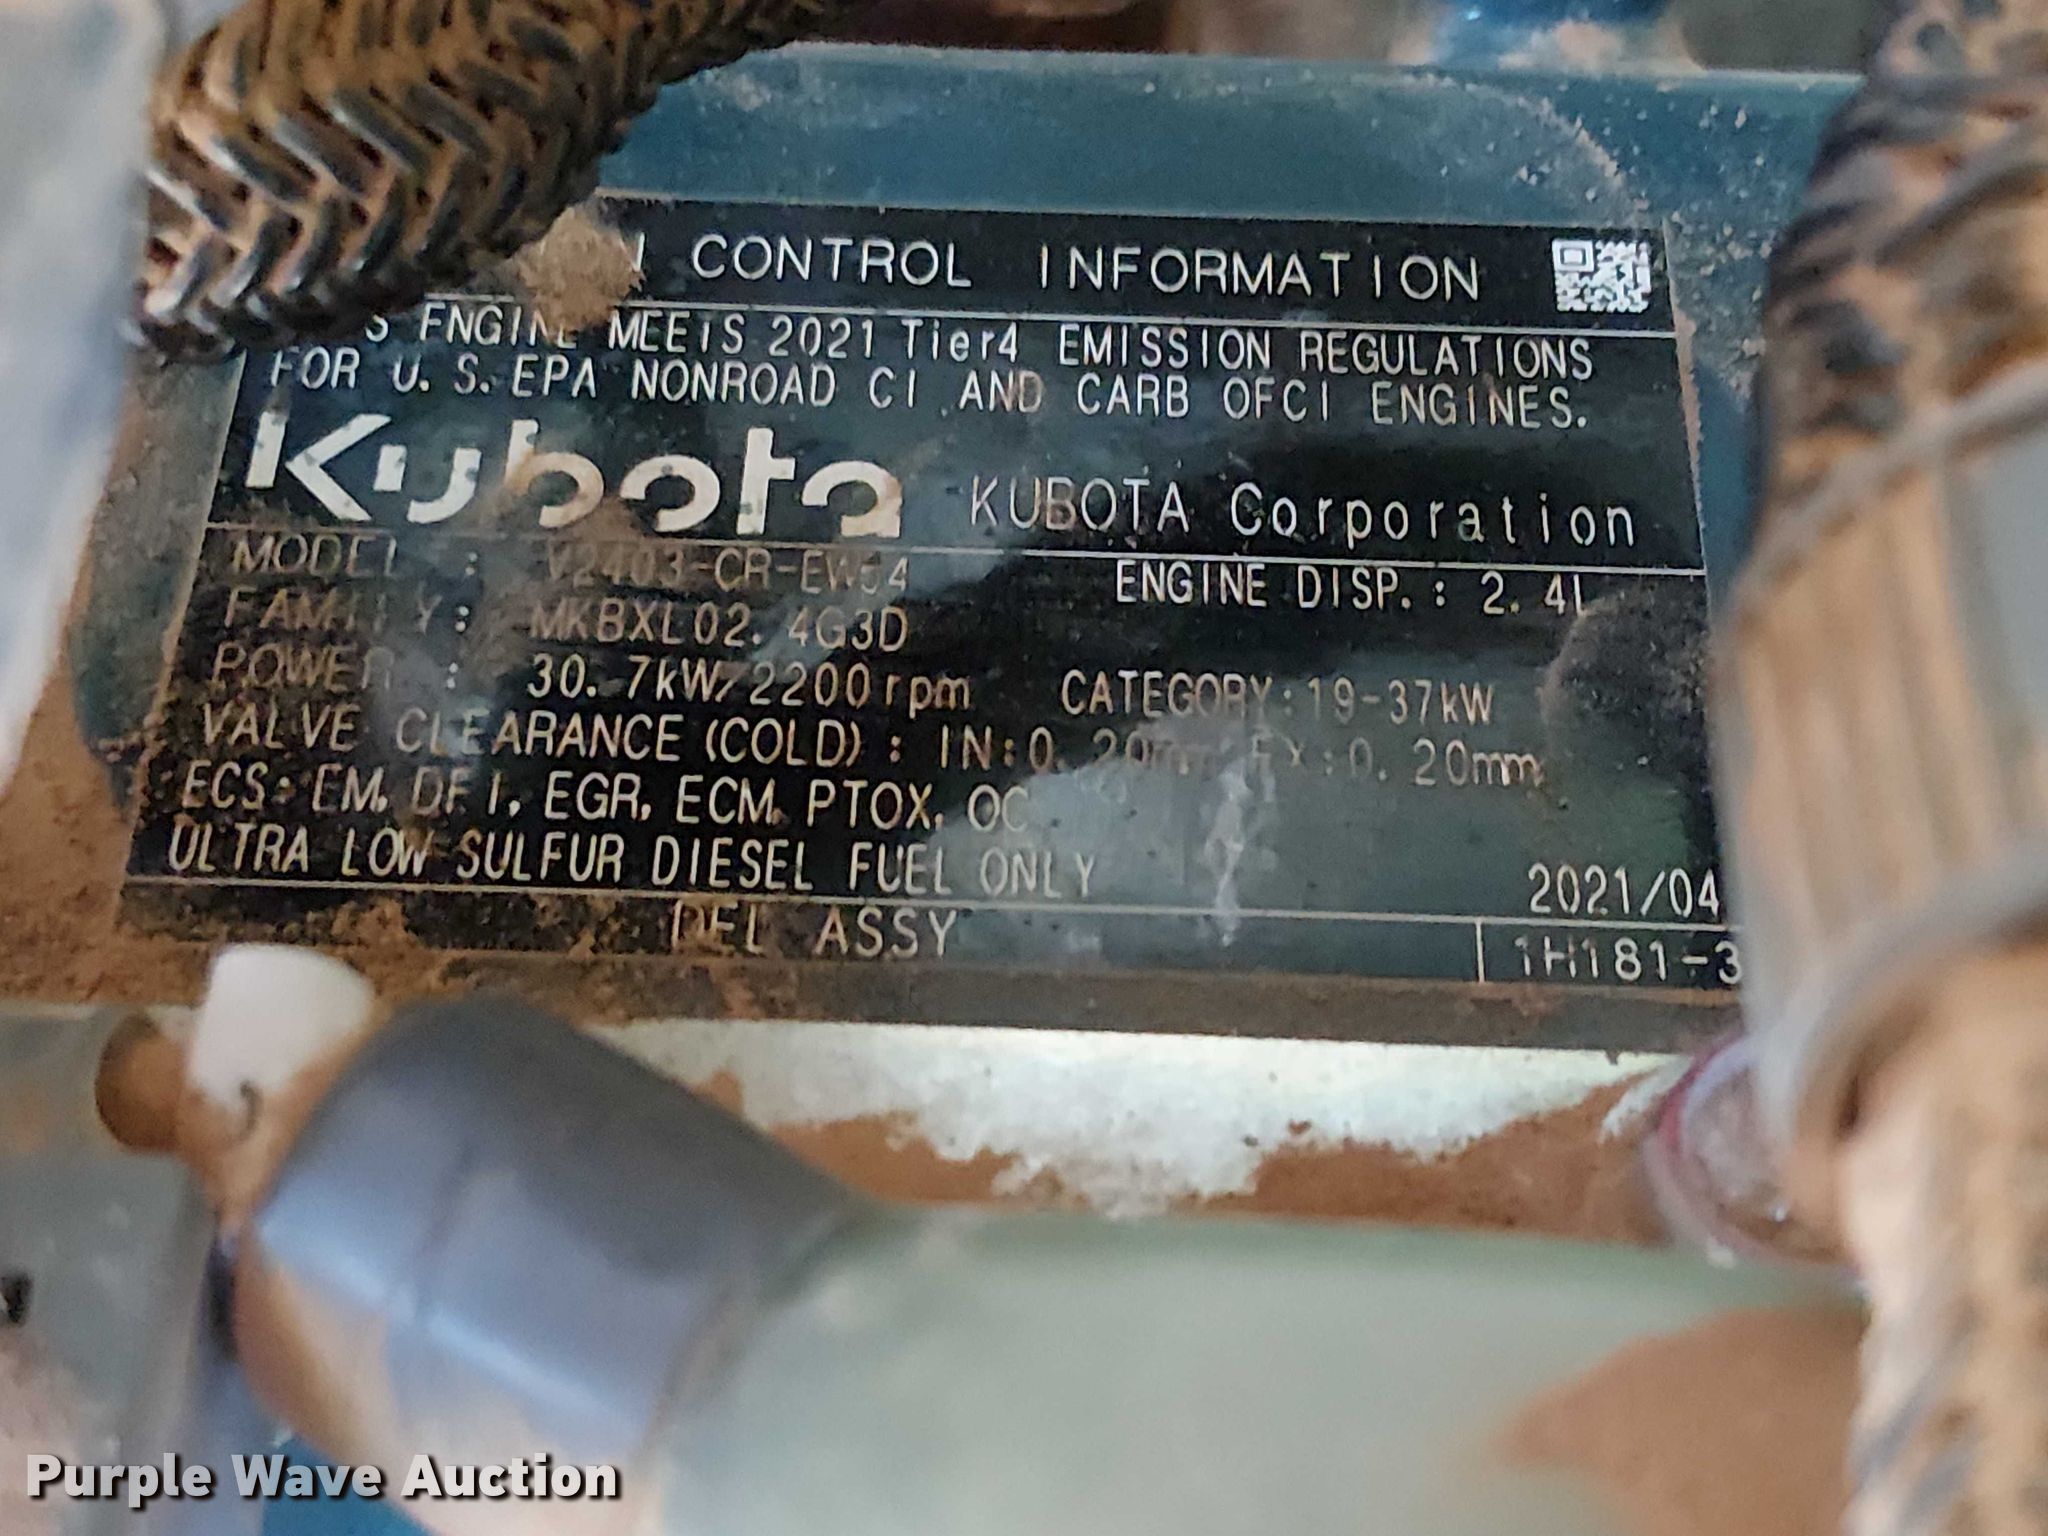 CONTROL INFORMATION
ENGINE MEETS 2021 Tier4 EMISSION REGULATIONS
FOR U. S. EPA NONROAD CI AND CARB OFCI ENGINES.
Kubota KUBOTA Corporation
MODEL : V2403-CR-EW54 ENGINE DISP. : 2. 4L
FAMILY : MKBXL02. 4G3D
POWER : 30. 7kW/2200rpm CATEGORY:19-37kW
VALVE CLEARANCE (COLD) : IN:0. 20mm EX:0. 20mm
ECS: EM, DFI, EGR, ECM, PTOX, OC
ULTRA LOW SULFUR DIESEL FUEL ONLY 2021/04
ASSY 1H181-3
Purple Wave Auction